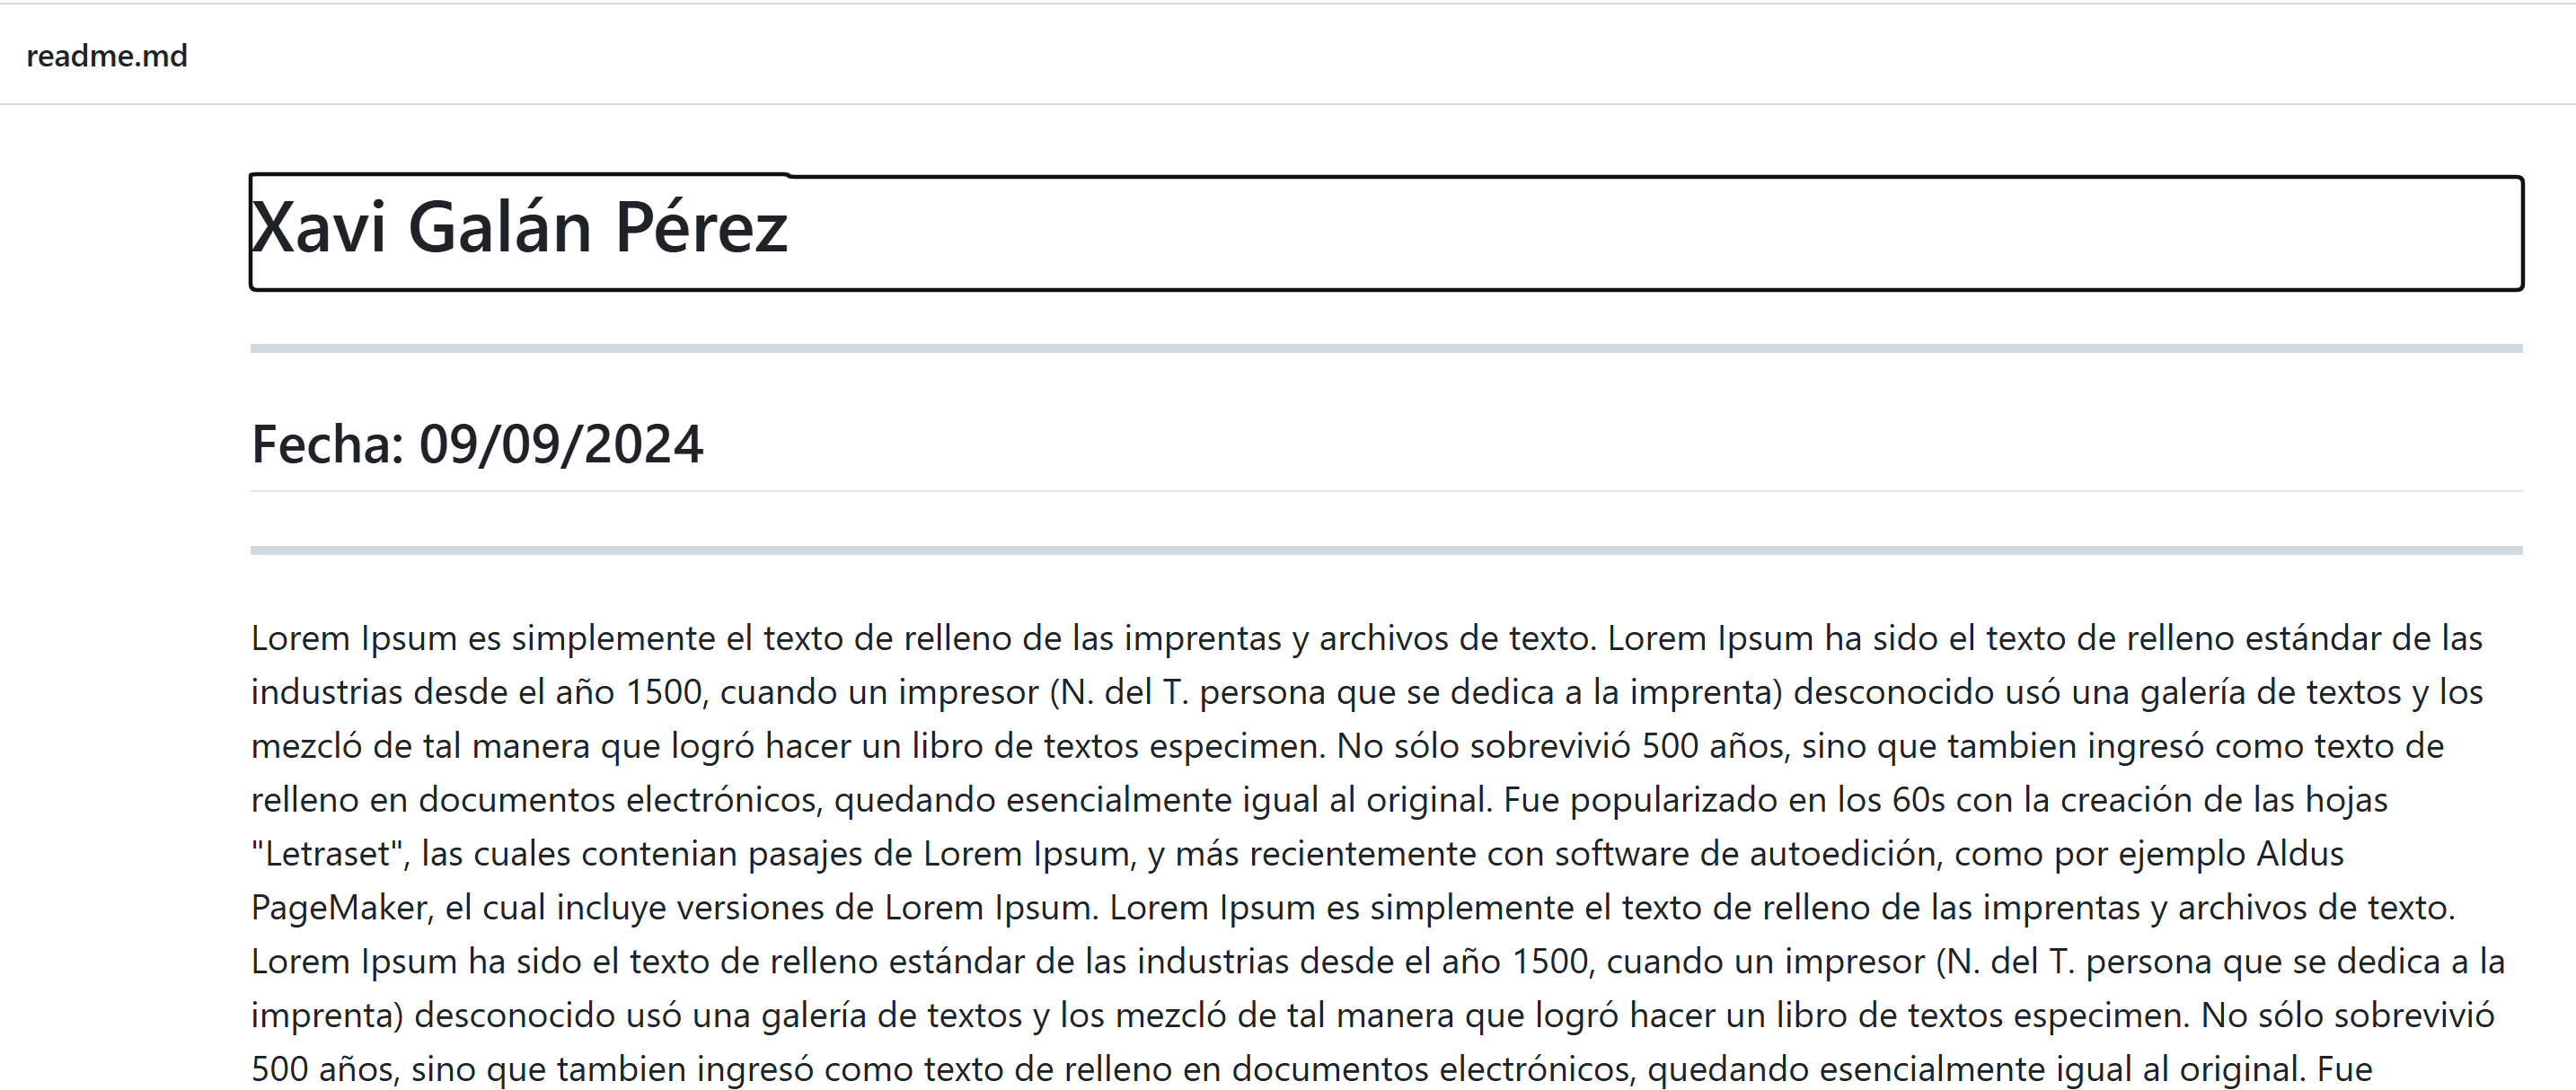 readme.md
Xavi Galán Pérez
Fecha: 09/09/2024
Lorem Ipsum es simplemente el texto de relleno de las imprentas y archivos de texto. Lorem Ipsum ha sido el texto de relleno estándar de las
industrias desde el año 1500, cuando un impresor (N. del T. persona que se dedica a la imprenta) desconocido usó una galería de textos y los
mezcló de tal manera que logró hacer un libro de textos especimen. No sólo sobrevivió 500 años, sino que tambien ingresó como texto de
relleno en documentos electrónicos, quedando esencialmente igual al original. Fue popularizado en los 60s con la creación de las hojas
"Letraset", las cuales contenian pasajes de Lorem Ipsum, y más recientemente con software de autoedición, como por ejemplo Aldus
PageMaker, el cual incluye versiones de Lorem Ipsum. Lorem Ipsum es simplemente el texto de relleno de las imprentas y archivos de texto.
Lorem Ipsum ha sido el texto de relleno estándar de las industrias desde el año 1500, cuando un impresor (N. del T. persona que se dedica a la
imprenta) desconocido usó una galería de textos y los mezcló de tal manera que logró hacer un libro de textos especimen. No sólo sobrevivió
500 años, sino que tambien ingresó como texto de relleno en documentos electrónicos, quedando esencialmente igual al original. Fue